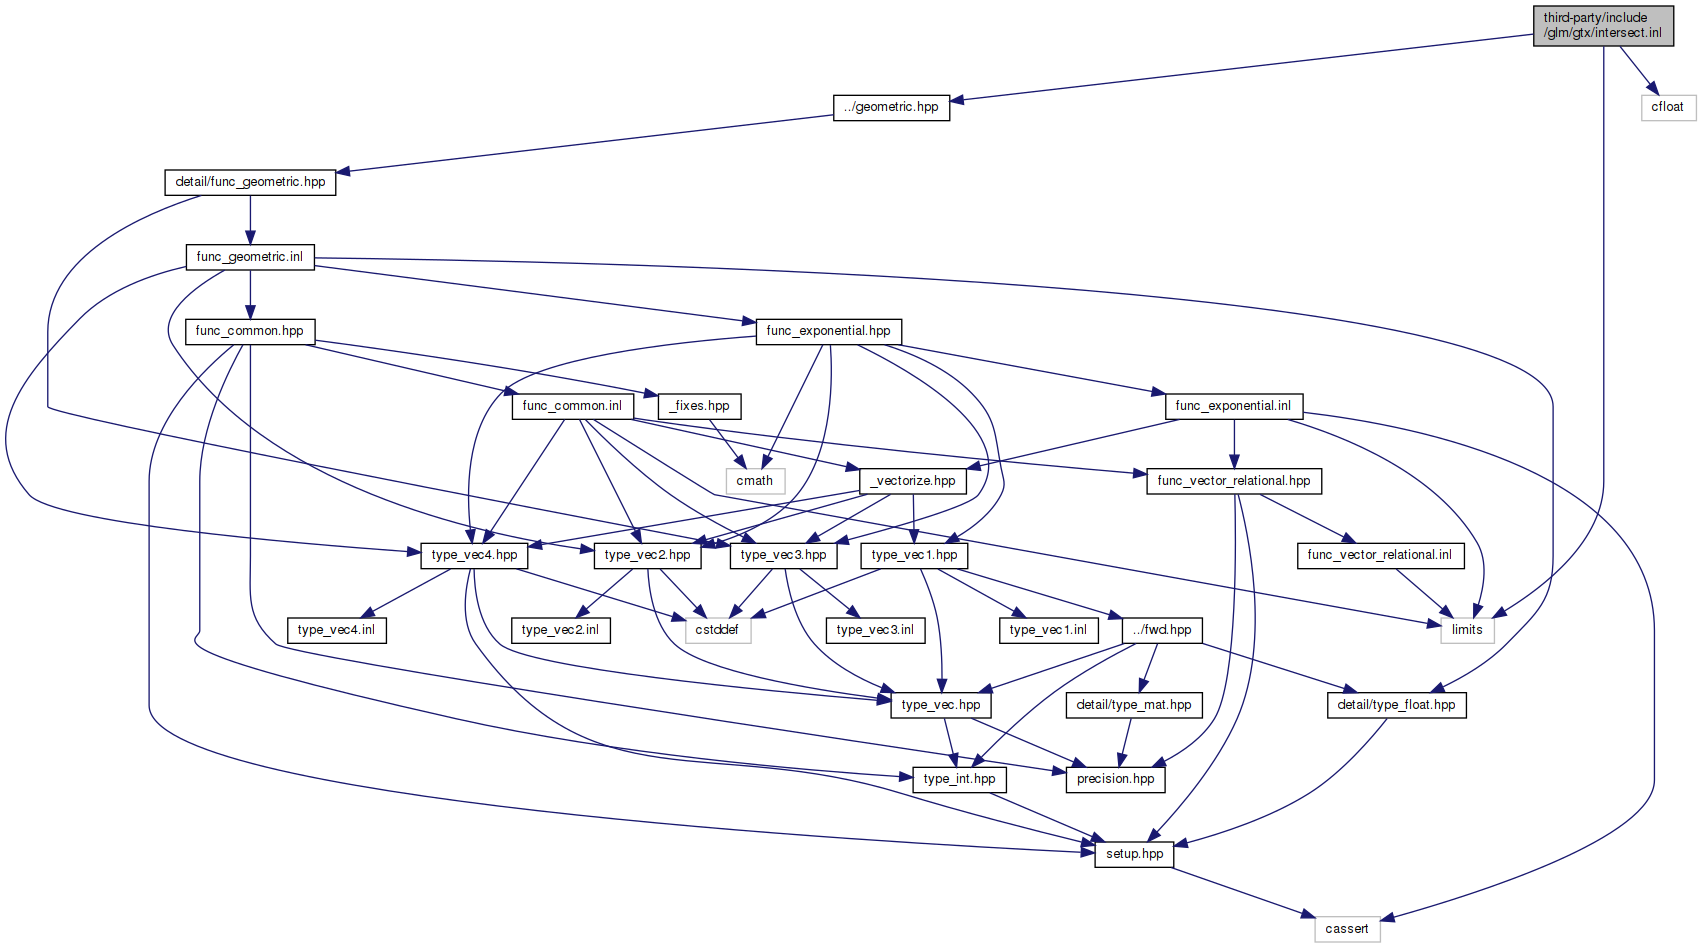 third-party/include
/glm/gtx/intersect.inl
../geometric.hpp
cfloat
detail/func_geometric.hpp
func_geometric.inl
func_common.hpp
func_exponential.hpp
func_common.inl
_fixes.hpp
func_exponential.inl
cmath
_vectorize.hpp
func_vector_relational.hpp
type_vec4.hpp
type_vec2.hpp
type_vec3.hpp
type_vec1.hpp
func_vector_relational.inl
type_vec4.inl
type_vec2.inl
cstddef
type_vec3.inl
type_vec1.inl
../fwd.hpp
limits
type_vec.hpp
detail/type_mat.hpp
detail/type_float.hpp
type_int.hpp
precision.hpp
setup.hpp
cassert